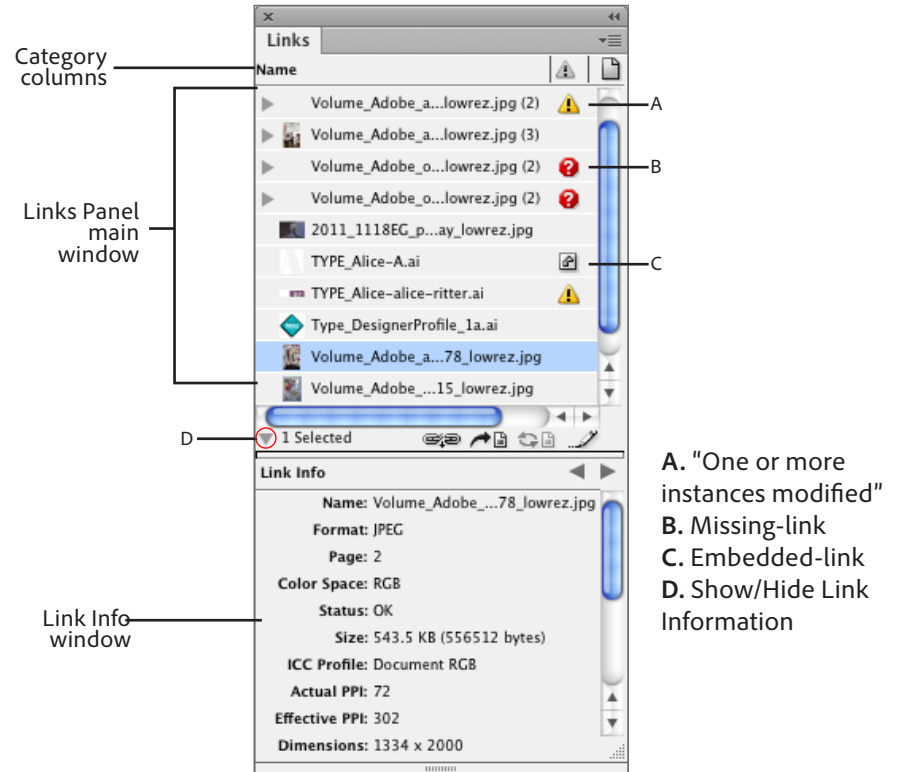 Links
Category
columns
Name
Volume_Adobe_a...lowrez.jpg (2)
A
Volume_Adobe_a...lowrez.jpg (3)
Volume_Adobe_o...lowrez.jpg (2)
B
Volume_Adobe_o...lowrez.jpg (2)
Links Panel
main
window
2011_1118EG_p...ay_lowrez.jpg
TYPE_Alice-A.ai
C
TYPE_Alice-alice-ritter.ai
Type_DesignerProfile_1a.ai
Volume_Adobe_a...78_lowrez.jpg
Volume_Adobe_...15_lowrez.jpg
D
1 Selected
Link Info
Name: Volume_Adobe_...78_lowrez.jpg
Format: JPEG
Page: 2
Color Space: RGB
Status: OK
Size: 543.5 KB (556512 bytes)
ICC Profile: Document RGB
Actual PPI: 72
Effective PPI: 302
Dimensions: 1334 x 2000
Link Info
window
A. "One or more
instances modified"
B. Missing-link
C. Embedded-link
D. Show/Hide Link
Information